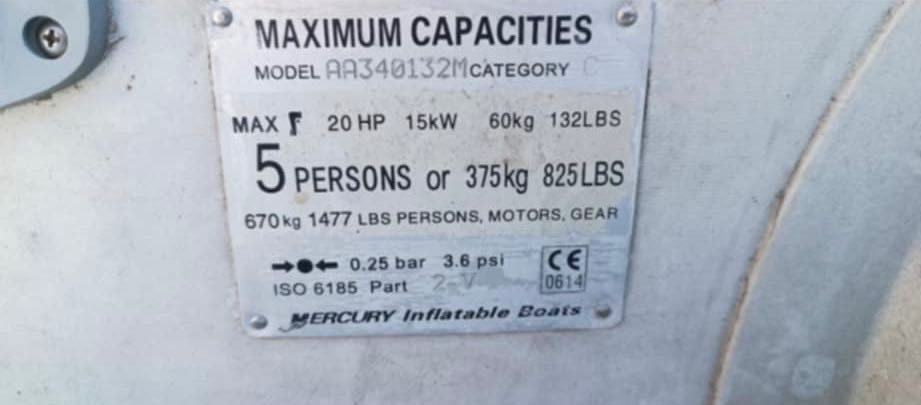 MAXIMUM CAPACITIES
MODEL AA340132M CATEGORY C
MAX 20 HP 15kW 60kg 132LBS
5 PERSONS or 375kg 825LBS
670kg 1477 LBS PERSONS, MOTORS, GEAR
0.25 bar 3.6 psi CE
ISO 6185 Part 2-V 0614
MERCURY Inflatable Boats